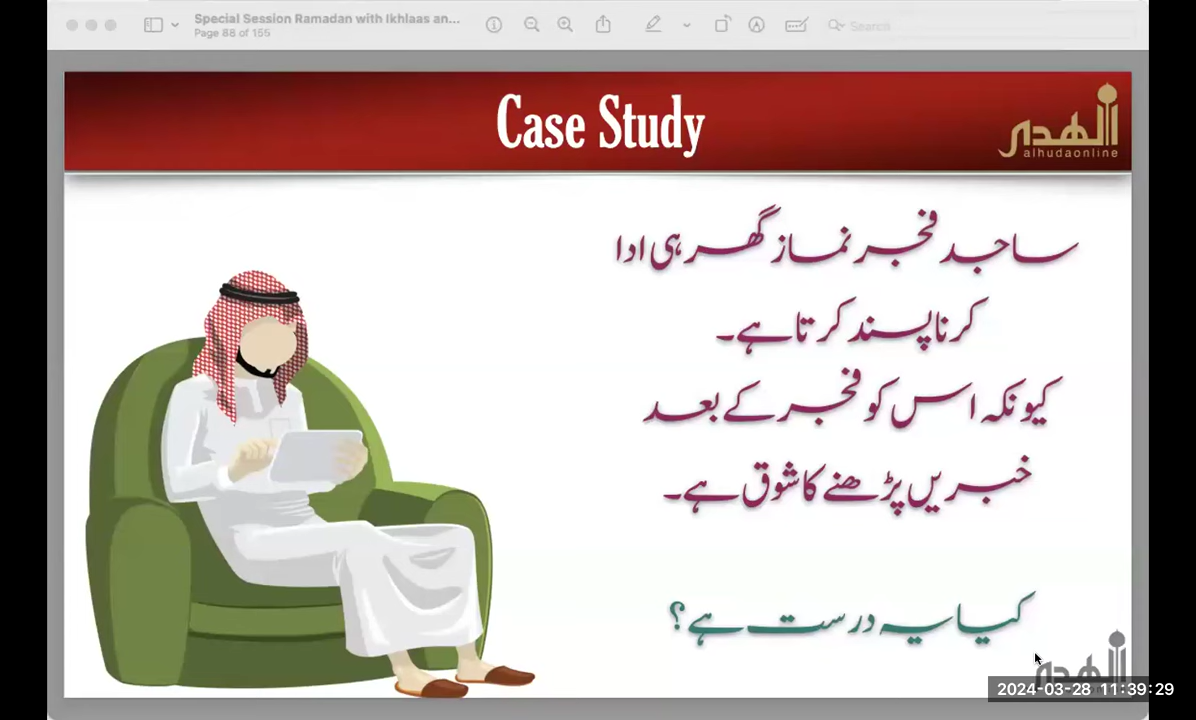 Special Session Ramadan with Ikhlaas an...
Page 88 of 155
Search
Case Study
الهدى
alhudaonline
ساجد فجر نماز گھر ہی ادا
کرنا پسند کرتا ہے۔
کیونکہ اس کو فجر کے بعد
خبریں پڑھنے کا شوق ہے۔
کیا یہ درست ہے؟
الهدى
2024-03-28 11:39:29